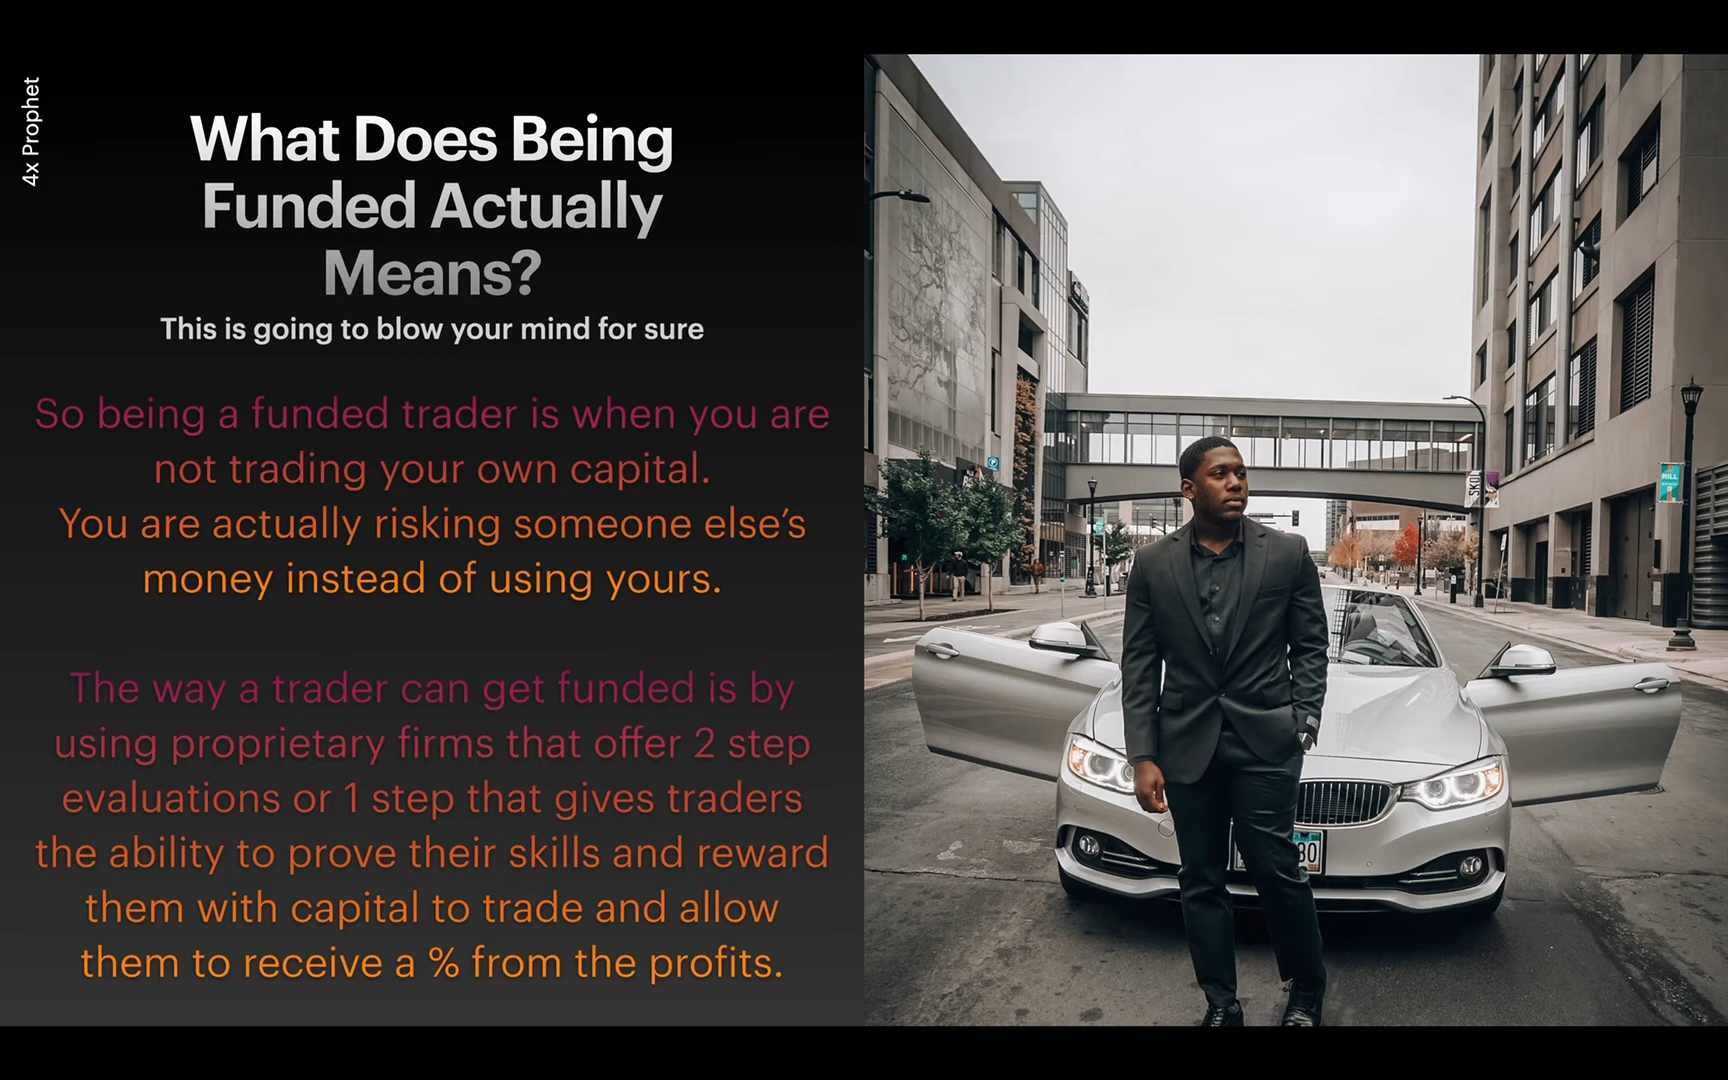 4x Prophet
What Does Being
Funded Actually
Means?
This is going to blow your mind for sure
So being a funded trader is when you are
not trading your own capital.
You are actually risking someone else’s
money instead of using yours.
The way a trader can get funded is by
using proprietary firms that offer 2 step
evaluations or 1 step that gives traders
the ability to prove their skills and reward
them with capital to trade and allow
them to receive a % from the profits.
SKOL
MILL
P
80